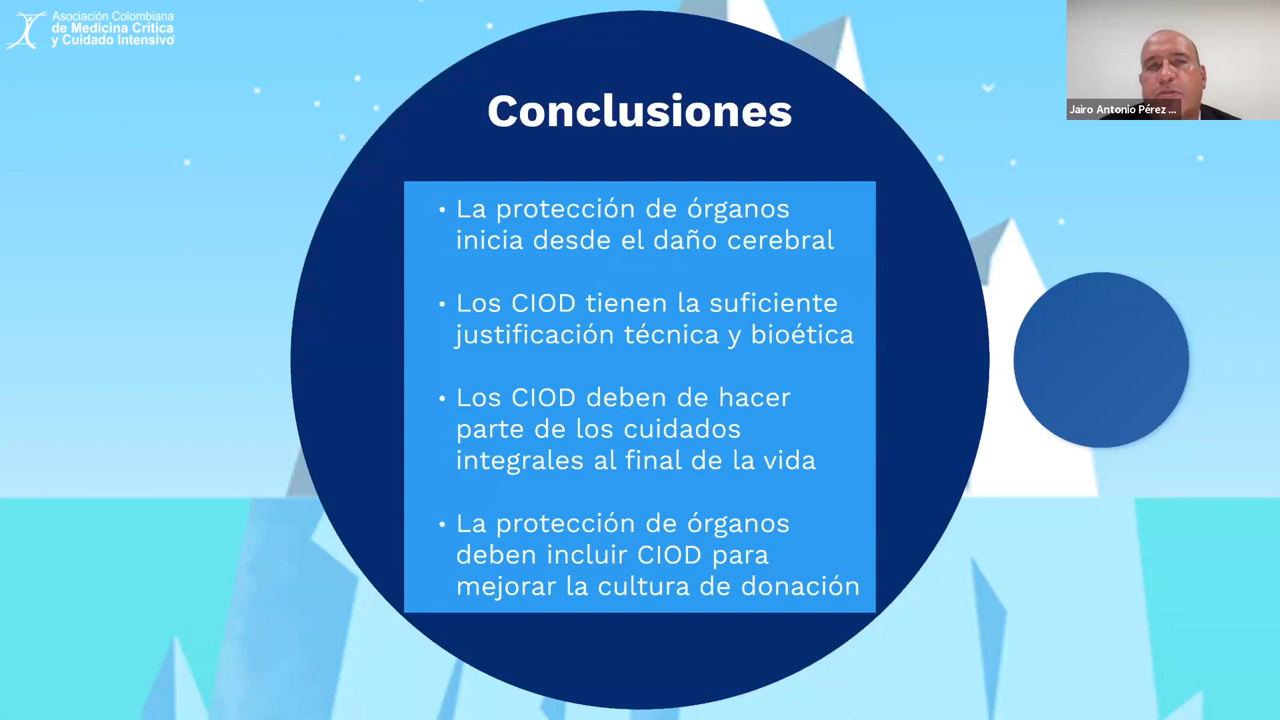 Asociación Colombiana
de Medicina Crítica
y Cuidado Intensivo
Jairo Antonio Pérez ...
Conclusiones
• La protección de órganos
inicia desde el daño cerebral
• Los CIOD tienen la suficiente
justificación técnica y bioética
• Los CIOD deben de hacer
parte de los cuidados
integrales al final de la vida
• La protección de órganos
deben incluir CIOD para
mejorar la cultura de donación